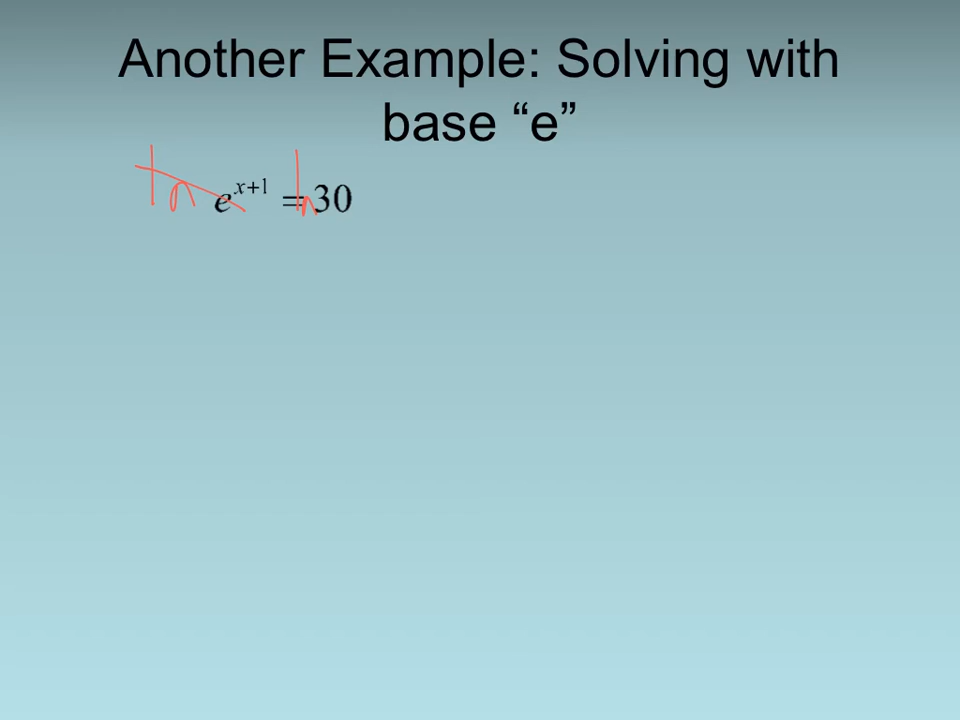 Another Example: Solving with
base “e”
ln e^{x+1} = ln 30